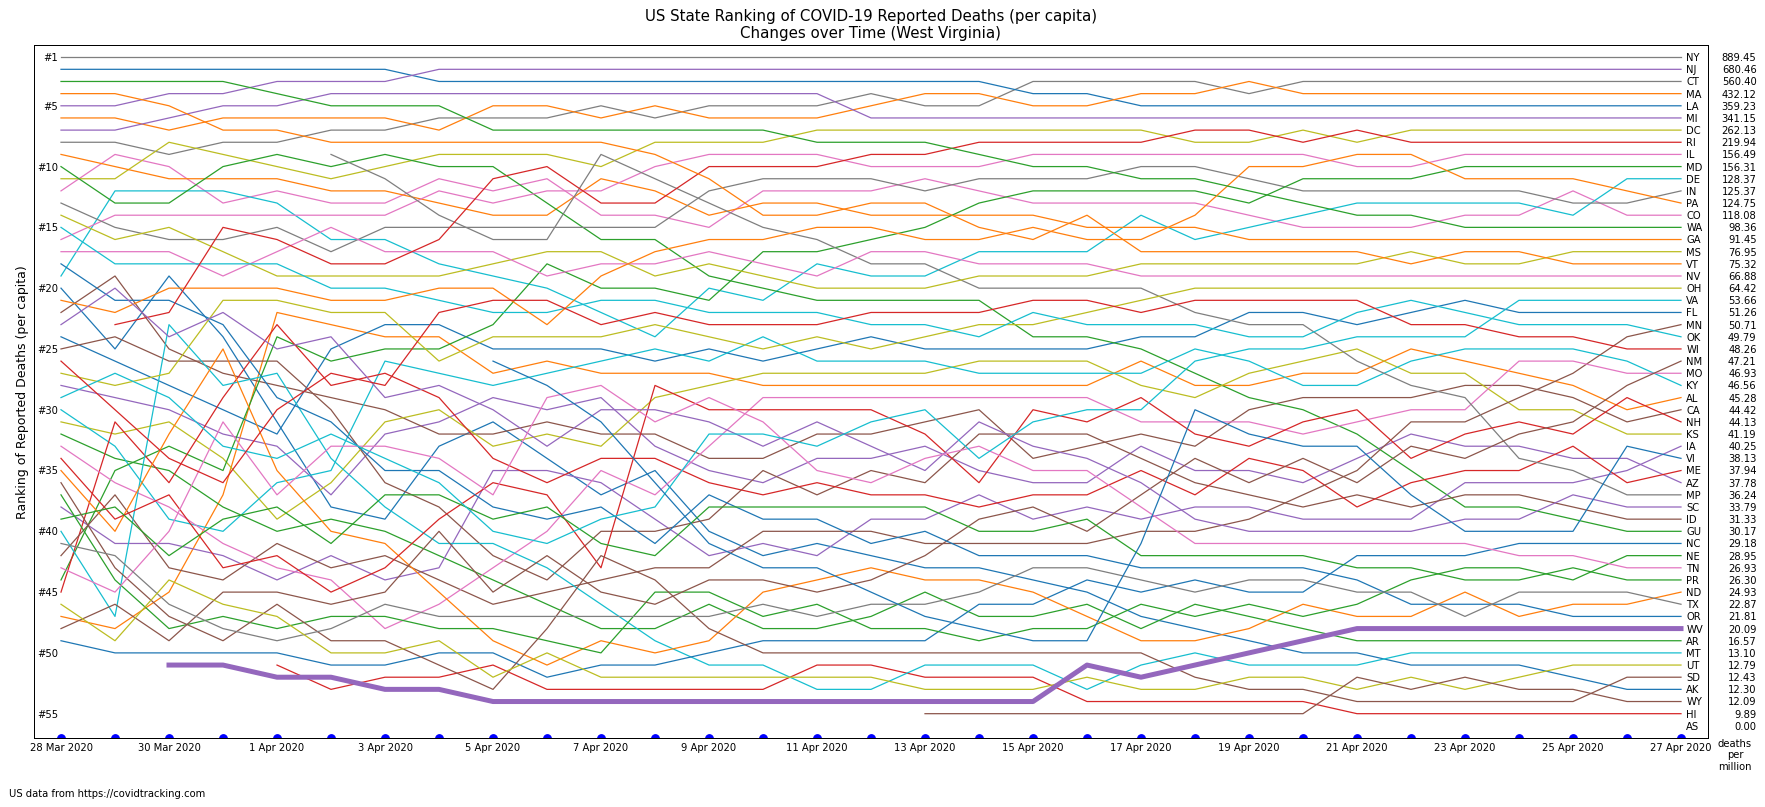 US State Ranking of COVID-19 Reported Deaths (per capita)
Changes over Time (West Virginia)
Ranking of Reported Deaths (per capita)
#1
#5
#10
#15
#20
#25
#30
#35
#40
#45
#50
#55
NY 889.45
NJ 680.46
CT 560.40
MA 432.12
LA 359.23
MI 341.15
DC 262.13
RI 219.94
IL 156.49
MD 156.31
DE 128.37
IN 125.37
PA 124.75
CO 118.08
WA 98.36
GA 91.45
MS 76.95
VT 75.32
NV 66.88
OH 64.42
VA 53.66
FL 51.26
MN 50.71
OK 49.79
WI 48.26
NM 47.21
MO 46.93
KY 46.56
AL 45.28
CA 44.42
NH 44.13
KS 41.19
IA 40.25
VI 38.13
ME 37.94
AZ 37.78
MP 36.24
SC 33.79
ID 31.33
GU 30.17
NC 29.18
NE 28.95
TN 26.93
PR 26.30
ND 24.93
TX 22.87
OR 21.81
WV 20.09
AR 16.57
MT 13.10
UT 12.79
SD 12.43
AK 12.30
WY 12.09
HI 9.89
AS 0.00
28 Mar 2020 30 Mar 2020 1 Apr 2020 3 Apr 2020 5 Apr 2020 7 Apr 2020 9 Apr 2020 11 Apr 2020 13 Apr 2020 15 Apr 2020 17 Apr 2020 19 Apr 2020 21 Apr 2020 23 Apr 2020 25 Apr 2020 27 Apr 2020
deaths
per
million
US data from https://covidtracking.com